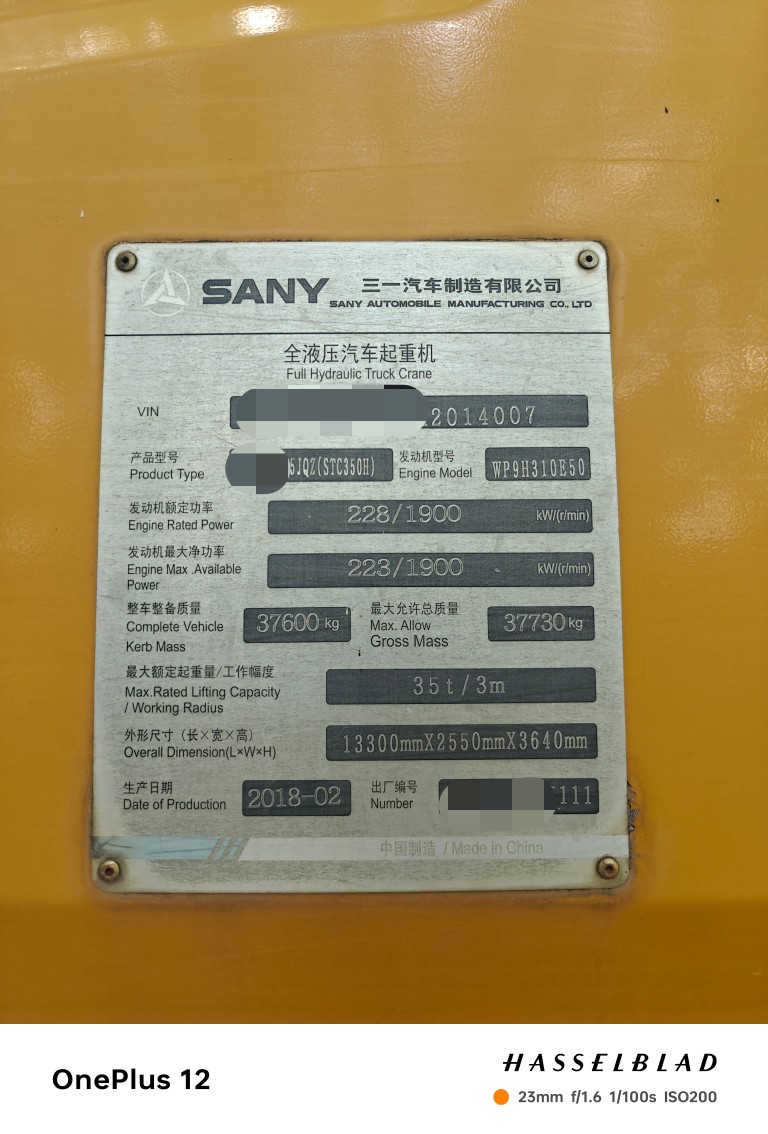 SANY 三一汽车制造有限公司
SANY AUTOMOBILE MANUFACTURING CO., LTD
全液压汽车起重机
Full Hydraulic Truck Crane
VIN 2014007
产品型号 5JQZ(STC350H) 发动机型号 WP9H310E50
Product Type Engine Model
发动机额定功率 228/1900 kW/(r/min)
Engine Rated Power
发动机最大净功率 223/1900 kW/(r/min)
Engine Max .Available
Power
整车整备质量 37600 kg 最大允许总质量 37730 kg
Complete Vehicle Max. Allow
Kerb Mass Gross Mass
最大额定起重量/工作幅度 35t/3m
Max.Rated Lifting Capacity
/ Working Radius
外形尺寸（长×宽×高） 13300mmX2550mmX3640mm
Overall Dimension(L×W×H)
生产日期 2018-02 出厂编号 111
Date of Production Number
中国制造 / Made in China
OnePlus 12 HASSELBLAD
23mm f/1.6 1/100s ISO200